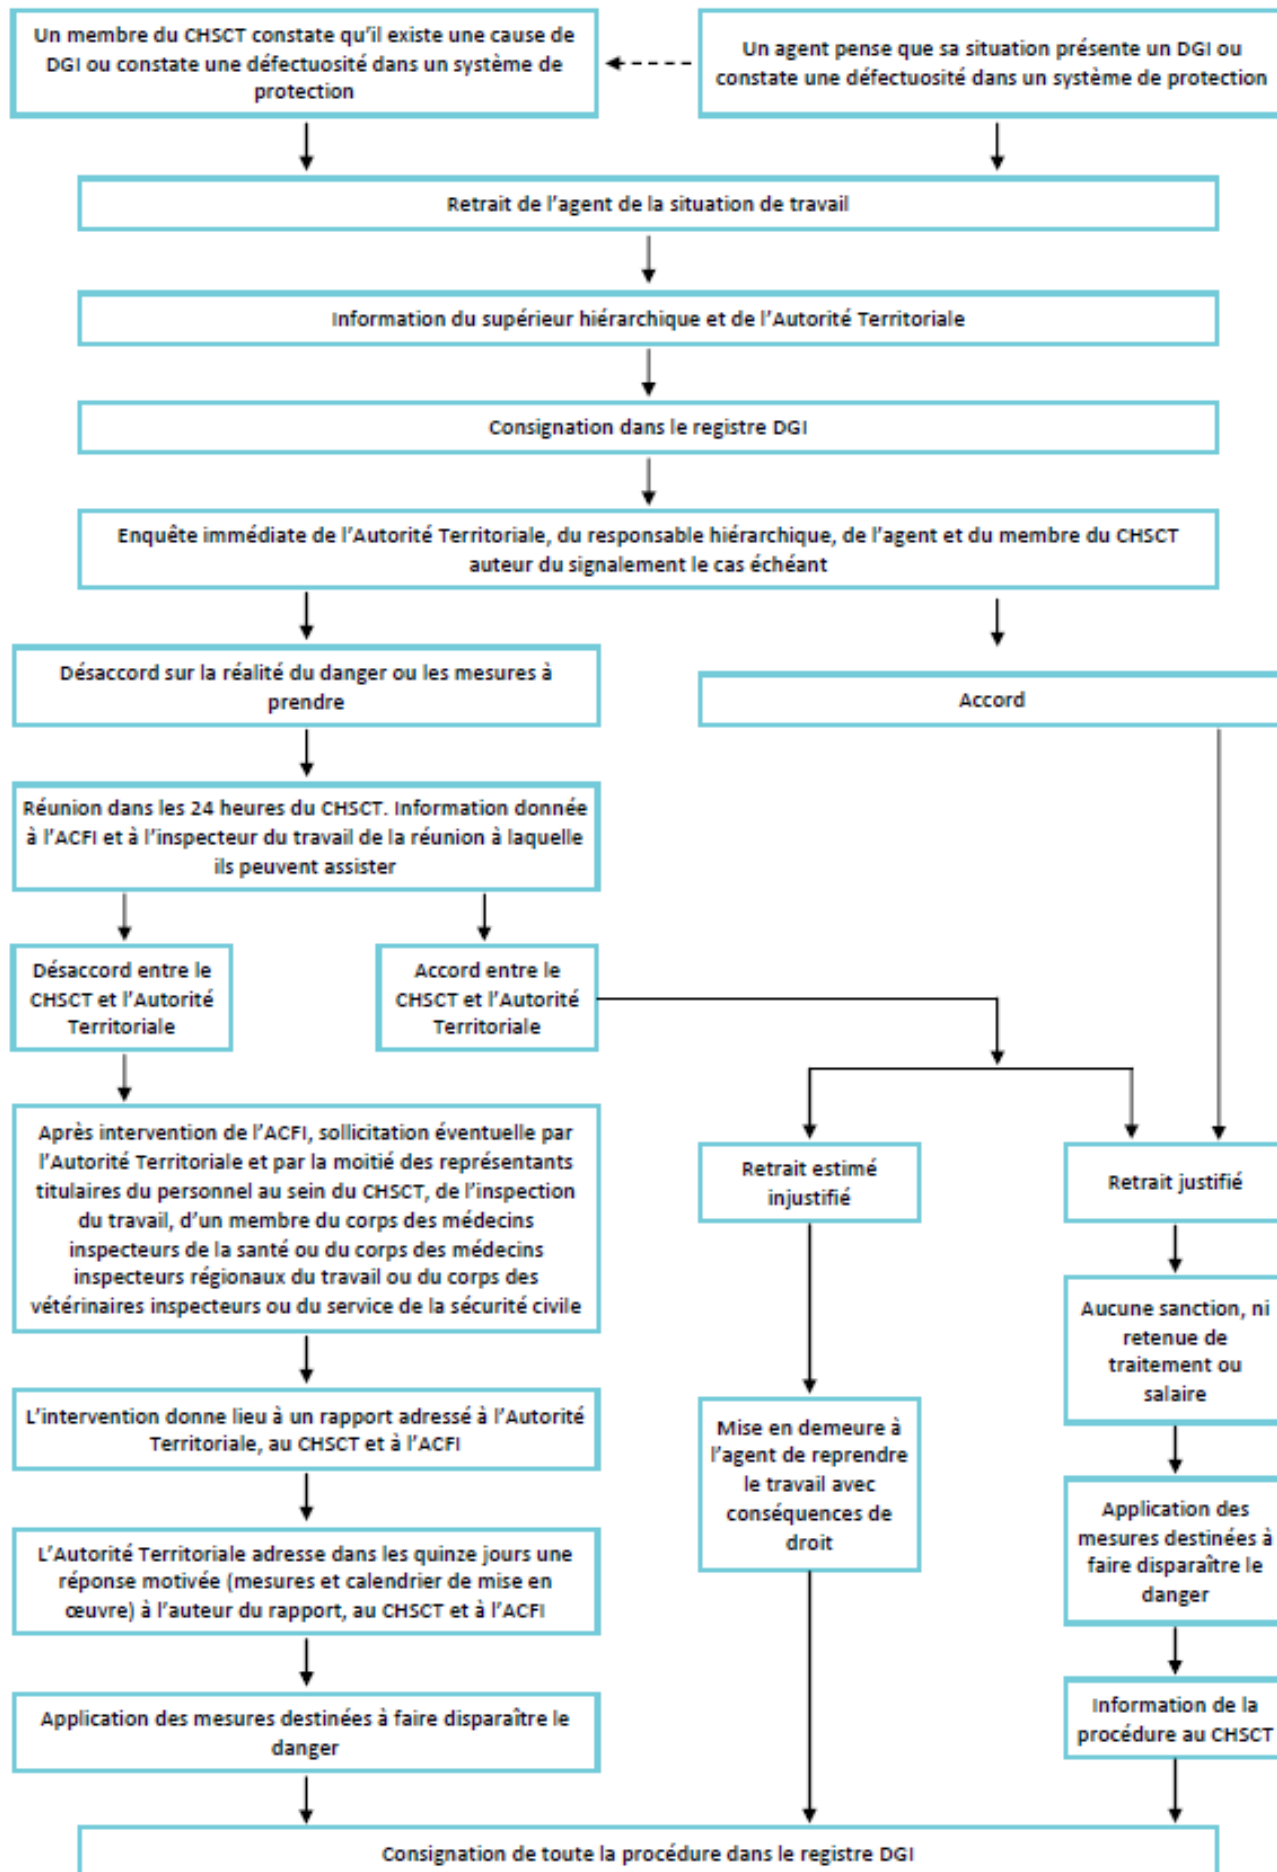 Un membre du CHSCT constate qu'il existe une cause de
DGI ou constate une défectuosité dans un système de
protection
Un agent pense que sa situation présente un DGI ou
constate une défectuosité dans un système de protection
Retrait de l'agent de la situation de travail
Information du supérieur hiérarchique et de l'Autorité Territoriale
Consignation dans le registre DGI
Enquête immédiate de l'Autorité Territoriale, du responsable hiérarchique, de l'agent et du membre du CHSCT
auteur du signalement le cas échéant
Désaccord sur la réalité du danger ou les mesures à
prendre
Accord
Réunion dans les 24 heures du CHSCT. Information donnée
à l'ACFI et à l'inspecteur du travail de la réunion à laquelle
ils peuvent assister
Désaccord entre le
CHSCT et l'Autorité
Territoriale
Accord entre le
CHSCT et l'Autorité
Territoriale
Après intervention de l'ACFI, sollicitation éventuelle par
l'Autorité Territoriale et par la moitié des représentants
titulaires du personnel au sein du CHSCT, de l'inspection
du travail, d'un membre du corps des médecins
inspecteurs de la santé ou du corps des médecins
inspecteurs régionaux du travail ou du corps des
vétérinaires inspecteurs ou du service de la sécurité civile
Retrait estimé
injustifié
Retrait justifié
Aucune sanction, ni
retenue de
traitement ou
salaire
L'intervention donne lieu à un rapport adressé à l'Autorité
Territoriale, au CHSCT et à l'ACFI
Mise en demeure à
l'agent de reprendre
le travail avec
conséquences de
droit
Application des
mesures destinées à
faire disparaître le
danger
L'Autorité Territoriale adresse dans les quinze jours une
réponse motivée (mesures et calendrier de mise en
œuvre) à l'auteur du rapport, au CHSCT et à l'ACFI
Application des mesures destinées à faire disparaître le
danger
Information de la
procédure au CHSCT
Consignation de toute la procédure dans le registre DGI